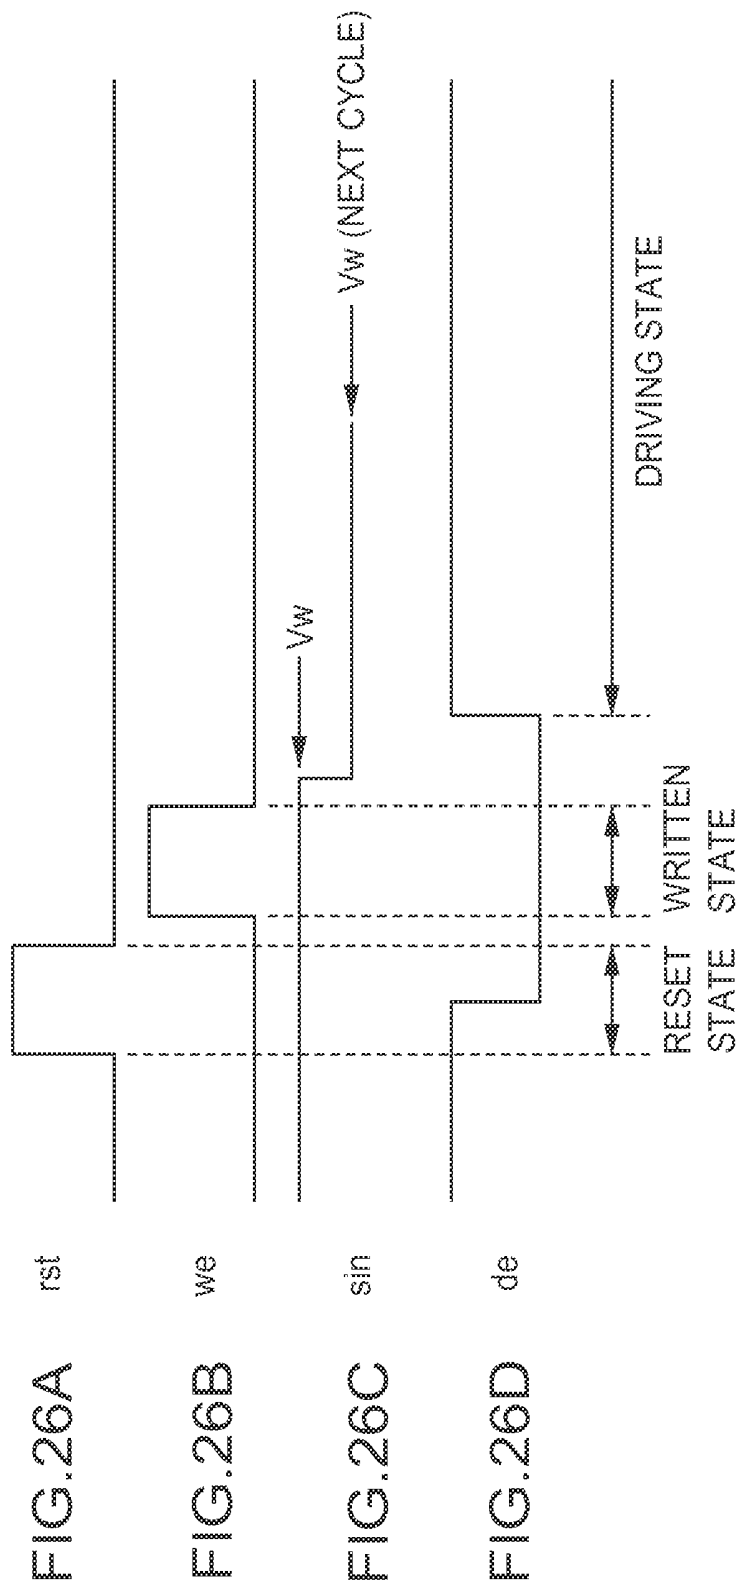 FIG.26A rst
FIG.26B we
FIG.26C sin
Vw
Vw (NEXT CYCLE)
FIG.26D de
RESET
STATE
WRITTEN
STATE
DRIVING STATE